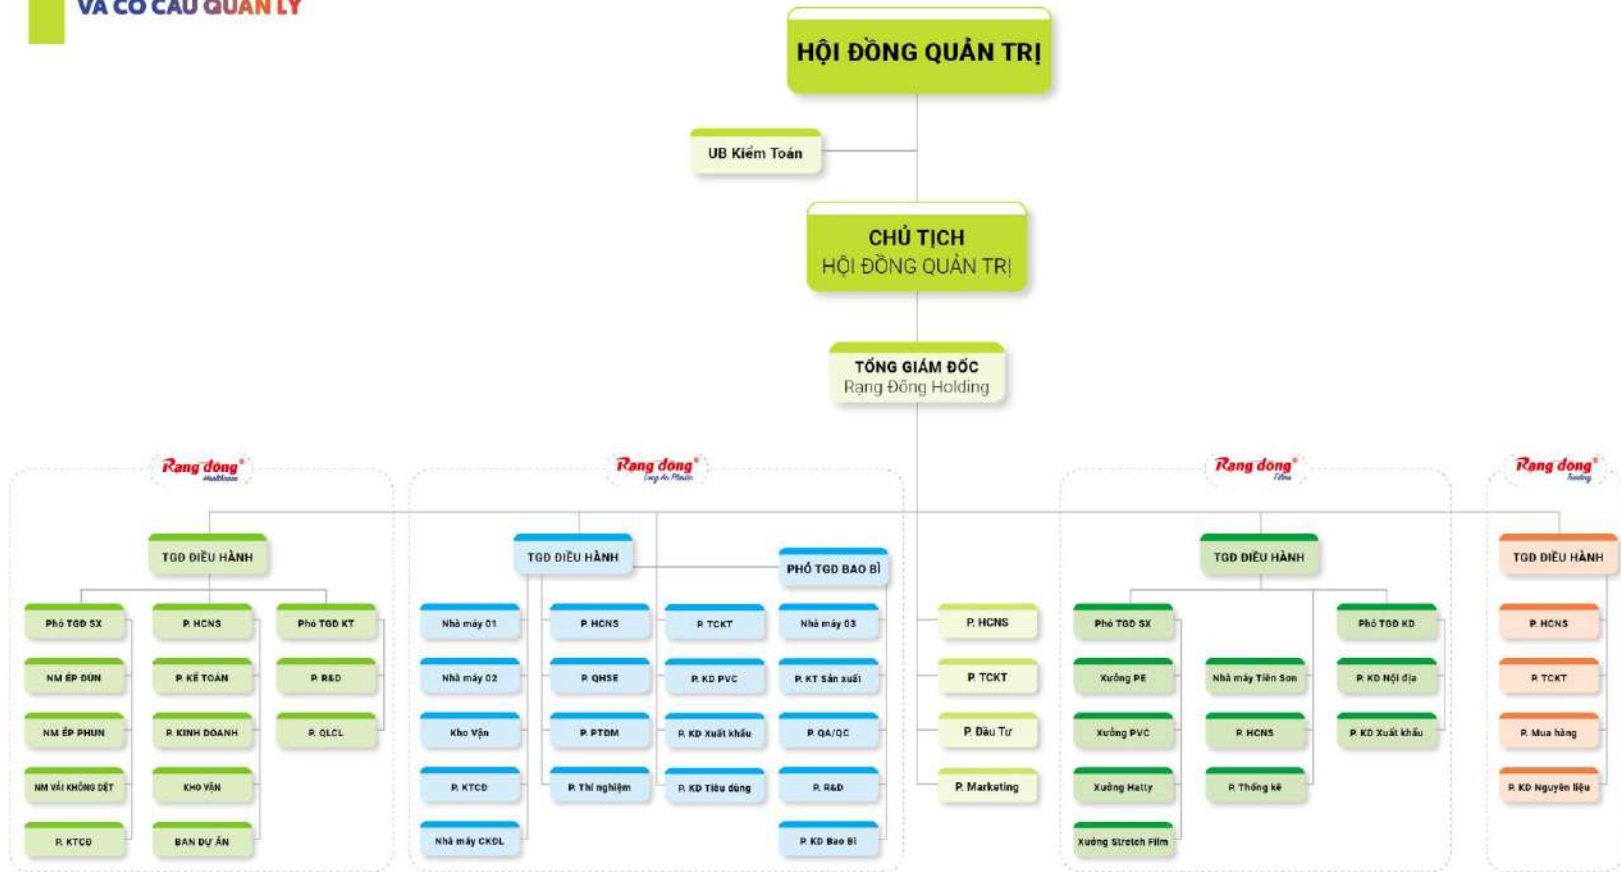 VÀ CƠ CẤU QUẢN LÝ
HỘI ĐỒNG QUẢN TRỊ
UB Kiểm Toán
CHỦ TỊCH
HỘI ĐỒNG QUẢN TRỊ
TỔNG GIÁM ĐỐC
Rạng Đông Holding
Rạng đông®
Healthcare
TGĐ ĐIỀU HÀNH
Phó TGĐ SX
NM ÉP ĐÙN
NM ÉP PHUN
NM VẢI KHÔNG DỆT
P. KTCĐ
P. HCNS
P. KẾ TOÁN
P. KINH DOANH
KHO VẬN
BAN DỰ ÁN
Phó TGĐ KT
P. R&D
P. QLCL
Rạng đông®
Long An Plastic
TGĐ ĐIỀU HÀNH
PHÓ TGĐ BAO BÌ
Nhà máy 01
Nhà máy 02
Kho Vận
P. KTCĐ
Nhà máy CKDL
P. HCNS
P. QHSE
P. PTDM
P. Thí nghiệm
P. TCKT
P. KD PVC
P. KD Xuất khẩu
P. KD Tiêu dùng
Nhà máy 03
P. KT Sản xuất
P. QA/QC
P. R&D
P. KD Bao Bì
P. HCNS
P. TCKT
P. Đầu Tư
P. Marketing
Rạng đông®
Films
TGĐ ĐIỀU HÀNH
Phó TGĐ SX
Xưởng PE
Xưởng PVC
Xưởng Hatty
Xưởng Stretch Film
Nhà máy Tiên Sơn
P. HCNS
P. Thống kê
Phó TGĐ KD
P. KD Nội địa
P. KD Xuất khẩu
Rạng đông®
Trading
TGĐ ĐIỀU HÀNH
P. HCNS
P. TCKT
P. Mua hàng
P. KD Nguyên liệu